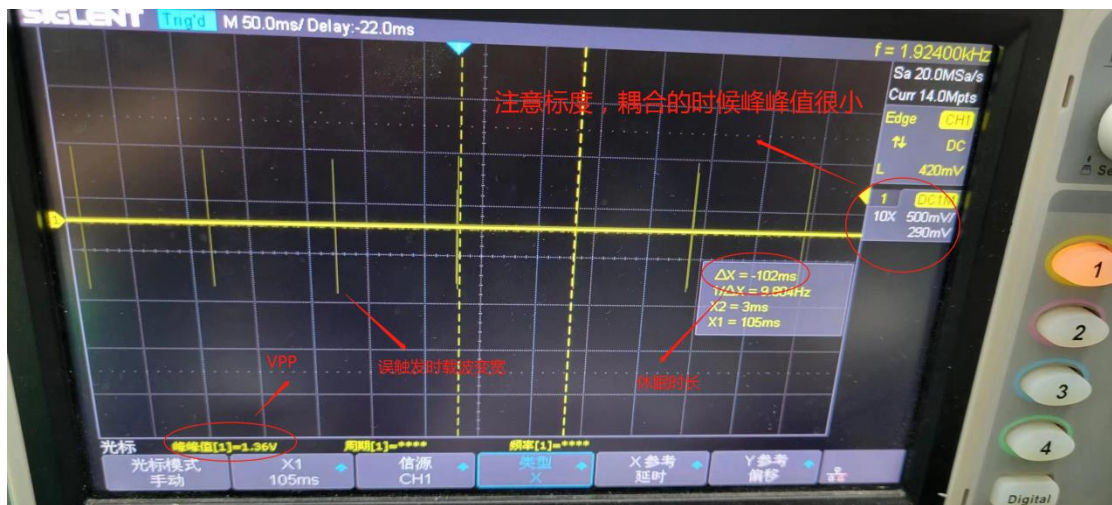 SIGLENT Trig'd M 50.0ms/ Delay:-22.0ms
f = 1.92400kHz
Sa 20.0MSa/s
Curr 14.0Mpts
Edge CH1
DC
L 420mV
1 DC1M
10X 500mV/
290mV
注意标度，耦合的时候峰峰值很小
1
ΔX = -102ms
1/ΔX = 9.804Hz
X2 = 3ms
X1 = 105ms
VPP
误触发时载波变宽
休眠时长
光标 峰峰值[1]=1.36V 周期[1]=**** 频率[1]=****
光标模式 X1 信源 类型 X参考 Y参考
手动 105ms CH1 X 延时 偏移
1
2
3
4
Digital